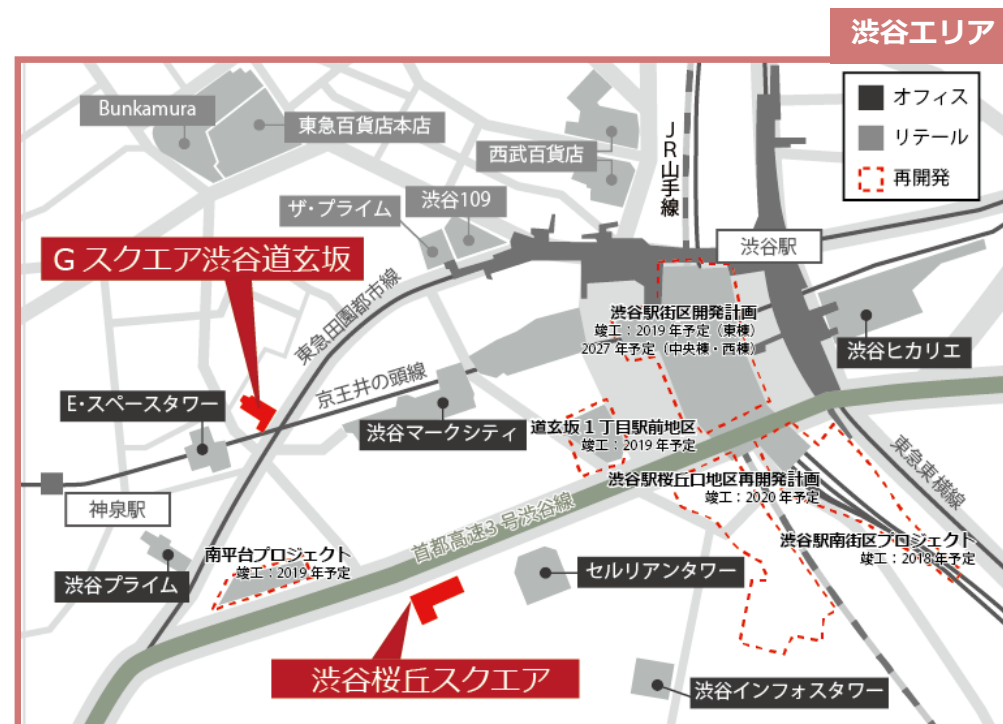 渋谷エリア
オフィス
リテール
再開発
Bunkamura
東急百貨店本店
西武百貨店
JR山手線
ザ・プライム
渋谷109
渋谷駅
Gスクエア渋谷道玄坂
東急田園都市線
渋谷駅街区開発計画
竣工：2019年予定（東棟）
2027年予定（中央棟・西棟）
渋谷ヒカリエ
京王井の頭線
E・スペースタワー
渋谷マークシティ
道玄坂1丁目駅前地区
竣工：2019年予定
東急東横線
渋谷駅桜丘口地区再開発計画
竣工：2020年予定
神泉駅
首都高速3号渋谷線
渋谷駅南街区プロジェクト
竣工：2018年予定
南平台プロジェクト
竣工：2019年予定
渋谷プライム
セルリアンタワー
渋谷桜丘スクエア
渋谷インフォスタワー